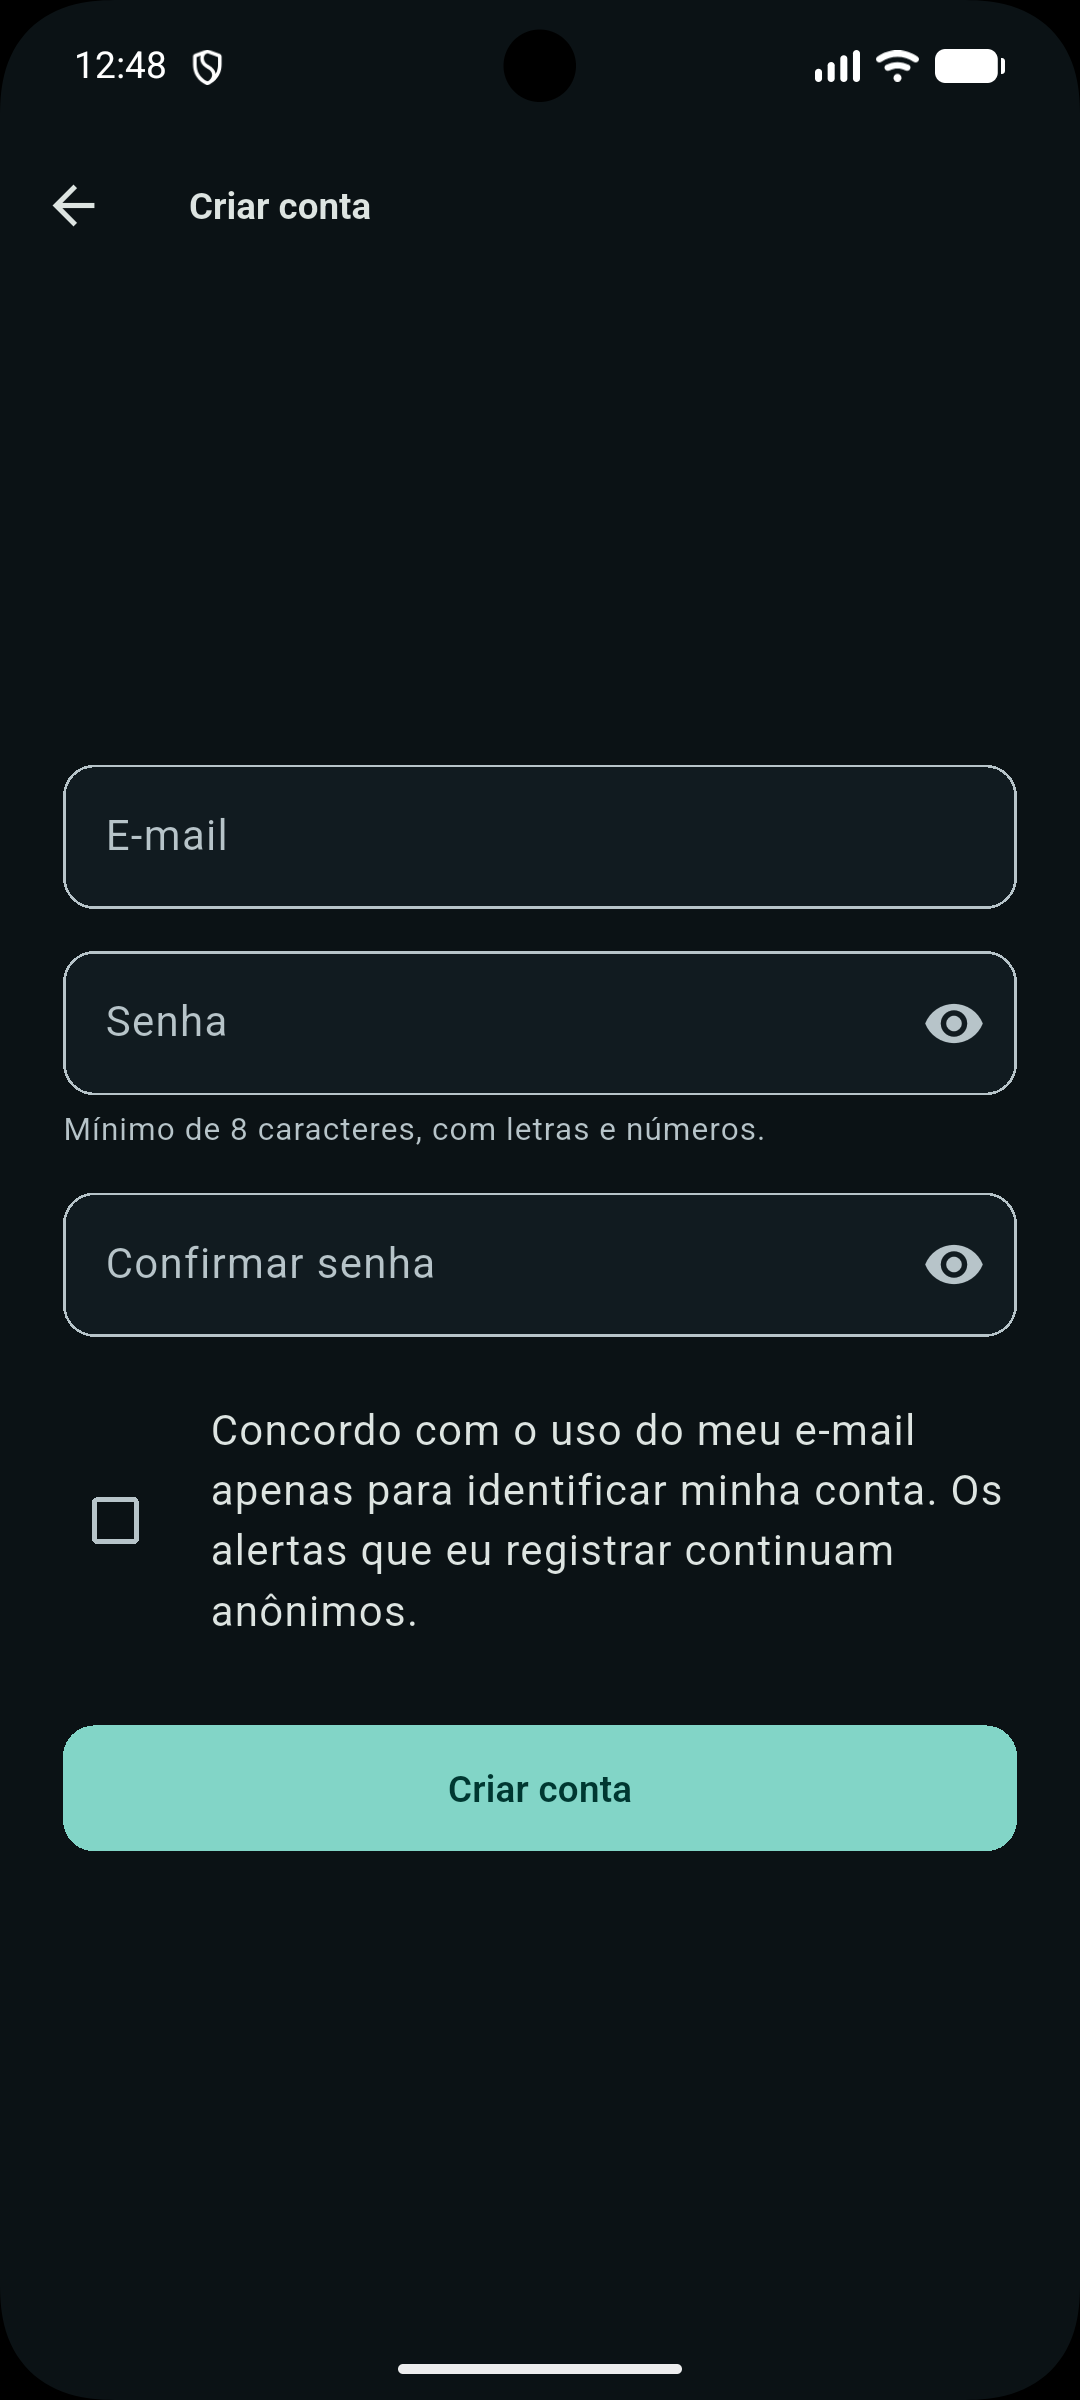 12:48
Criar conta
E-mail
Senha
Mínimo de 8 caracteres, com letras e números.
Confirmar senha
Concordo com o uso do meu e-mail
apenas para identificar minha conta. Os
alertas que eu registrar continuam
anônimos.
Criar conta